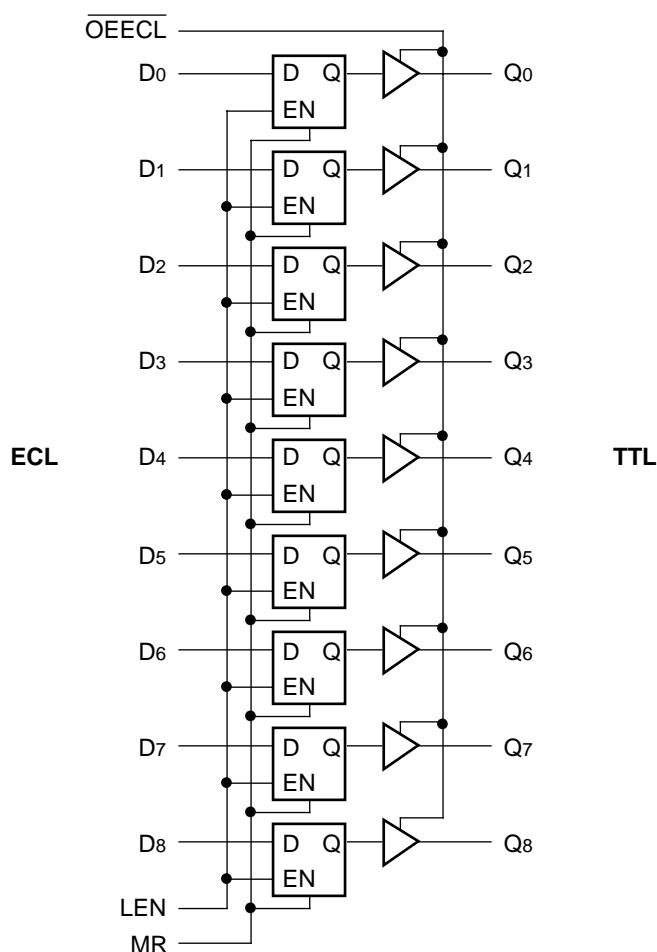 OEECL
D0 D Q Q0
EN
D1 D Q Q1
EN
D2 D Q Q2
EN
D3 D Q Q3
EN
ECL D4 D Q Q4 TTL
EN
D5 D Q Q5
EN
D6 D Q Q6
EN
D7 D Q Q7
EN
D8 D Q Q8
EN
LEN
MR